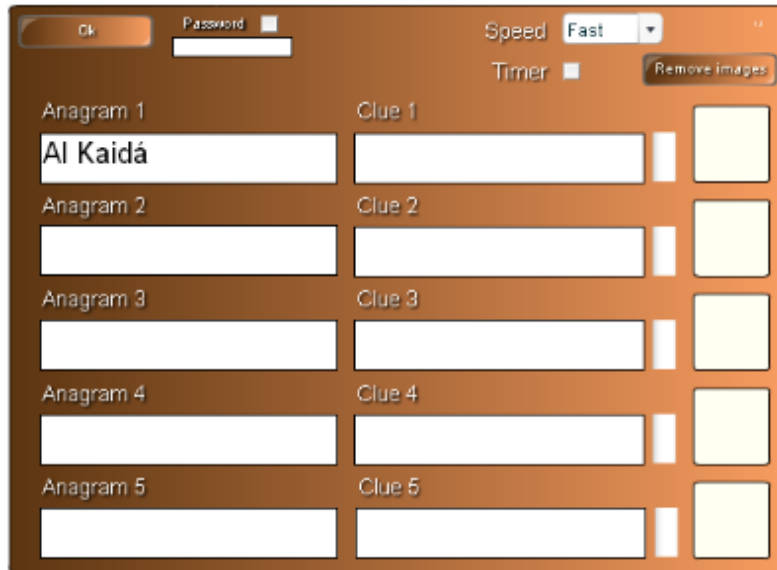 Ok Password Speed Fast
Timer Remove images
Anagram 1 Clue 1
Al Kaidá
Anagram 2 Clue 2
Anagram 3 Clue 3
Anagram 4 Clue 4
Anagram 5 Clue 5